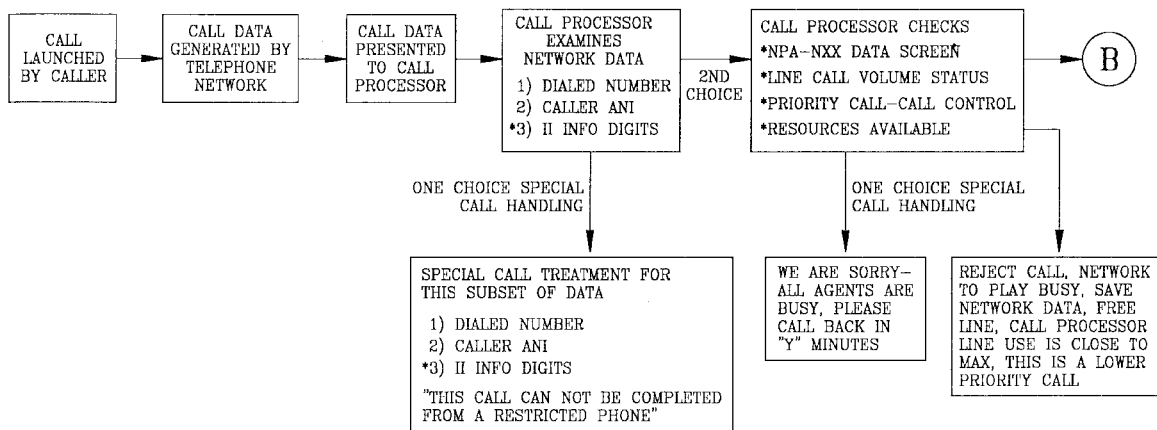 CALL
LAUNCHED
BY CALLER
CALL DATA
GENERATED BY
TELEPHONE
NETWORK
CALL DATA
PRESENTED
TO CALL
PROCESSOR
CALL PROCESSOR
EXAMINES
NETWORK DATA
1) DIALED NUMBER
2) CALLER ANI
*3) II INFO DIGITS
2ND
CHOICE
CALL PROCESSOR CHECKS
*NPA-NXX DATA SCREEN
*LINE CALL VOLUME STATUS
*PRIORITY CALL-CALL CONTROL
*RESOURCES AVAILABLE
B
ONE CHOICE SPECIAL
CALL HANDLING
ONE CHOICE SPECIAL
CALL HANDLING
SPECIAL CALL TREATMENT FOR
THIS SUBSET OF DATA
1) DIALED NUMBER
2) CALLER ANI
*3) II INFO DIGITS
"THIS CALL CAN NOT BE COMPLETED
FROM A RESTRICTED PHONE"
WE ARE SORRY-
ALL AGENTS ARE
BUSY, PLEASE
CALL BACK IN
"Y" MINUTES
REJECT CALL, NETWORK
TO PLAY BUSY, SAVE
NETWORK DATA, FREE
LINE, CALL PROCESSOR
LINE USE IS CLOSE TO
MAX, THIS IS A LOWER
PRIORITY CALL